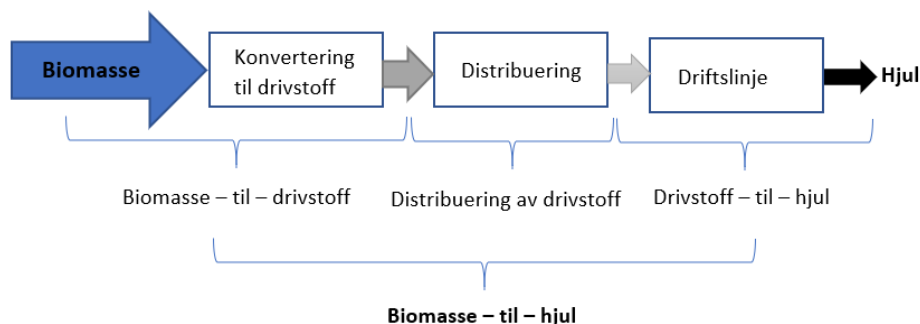 Biomasse
Konvertering
til drivstoff
Distribuering
Driftslinje
Hjul
Biomasse – til – drivstoff
Distribuering av drivstoff
Drivstoff – til – hjul
Biomasse – til – hjul